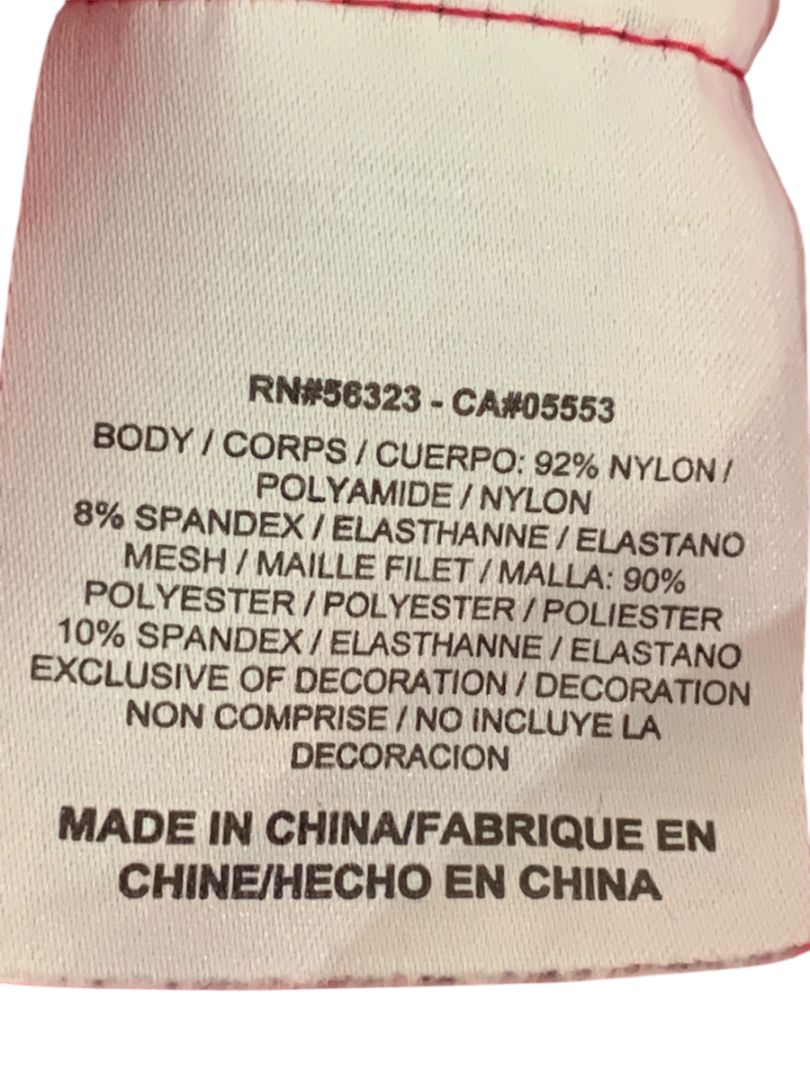 RN#56323 - CA#05553
BODY / CORPS / CUERPO: 92% NYLON /
POLYAMIDE / NYLON
8% SPANDEX / ELASTHANNE / ELASTANO
MESH / MAILLE FILET / MALLA: 90%
POLYESTER / POLYESTER / POLIESTER
10% SPANDEX / ELASTHANNE / ELASTANO
EXCLUSIVE OF DECORATION / DECORATION
NON COMPRISE / NO INCLUYE LA
DECORACION
MADE IN CHINA/FABRIQUE EN
CHINE/HECHO EN CHINA